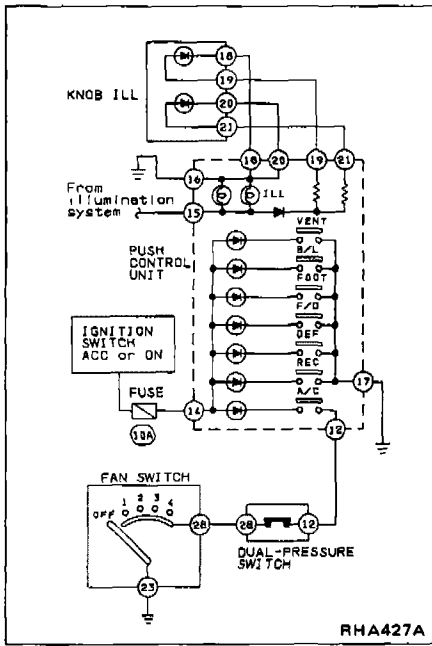 18
KNOB ILL
19
20
21
18 20 19 21
16
From
illumination
system
15
ILL
VENT
B/L
PUSH
CONTROL
UNIT
FOOT
F/D
DEF
IGNITION
SWITCH
ACC or ON
REC
A/C
17
FUSE
14
10A
12
FAN SWITCH
OFF 1 2 3 4
28 28 12
DUAL-PRESSURE
SWITCH
23
RHA427A